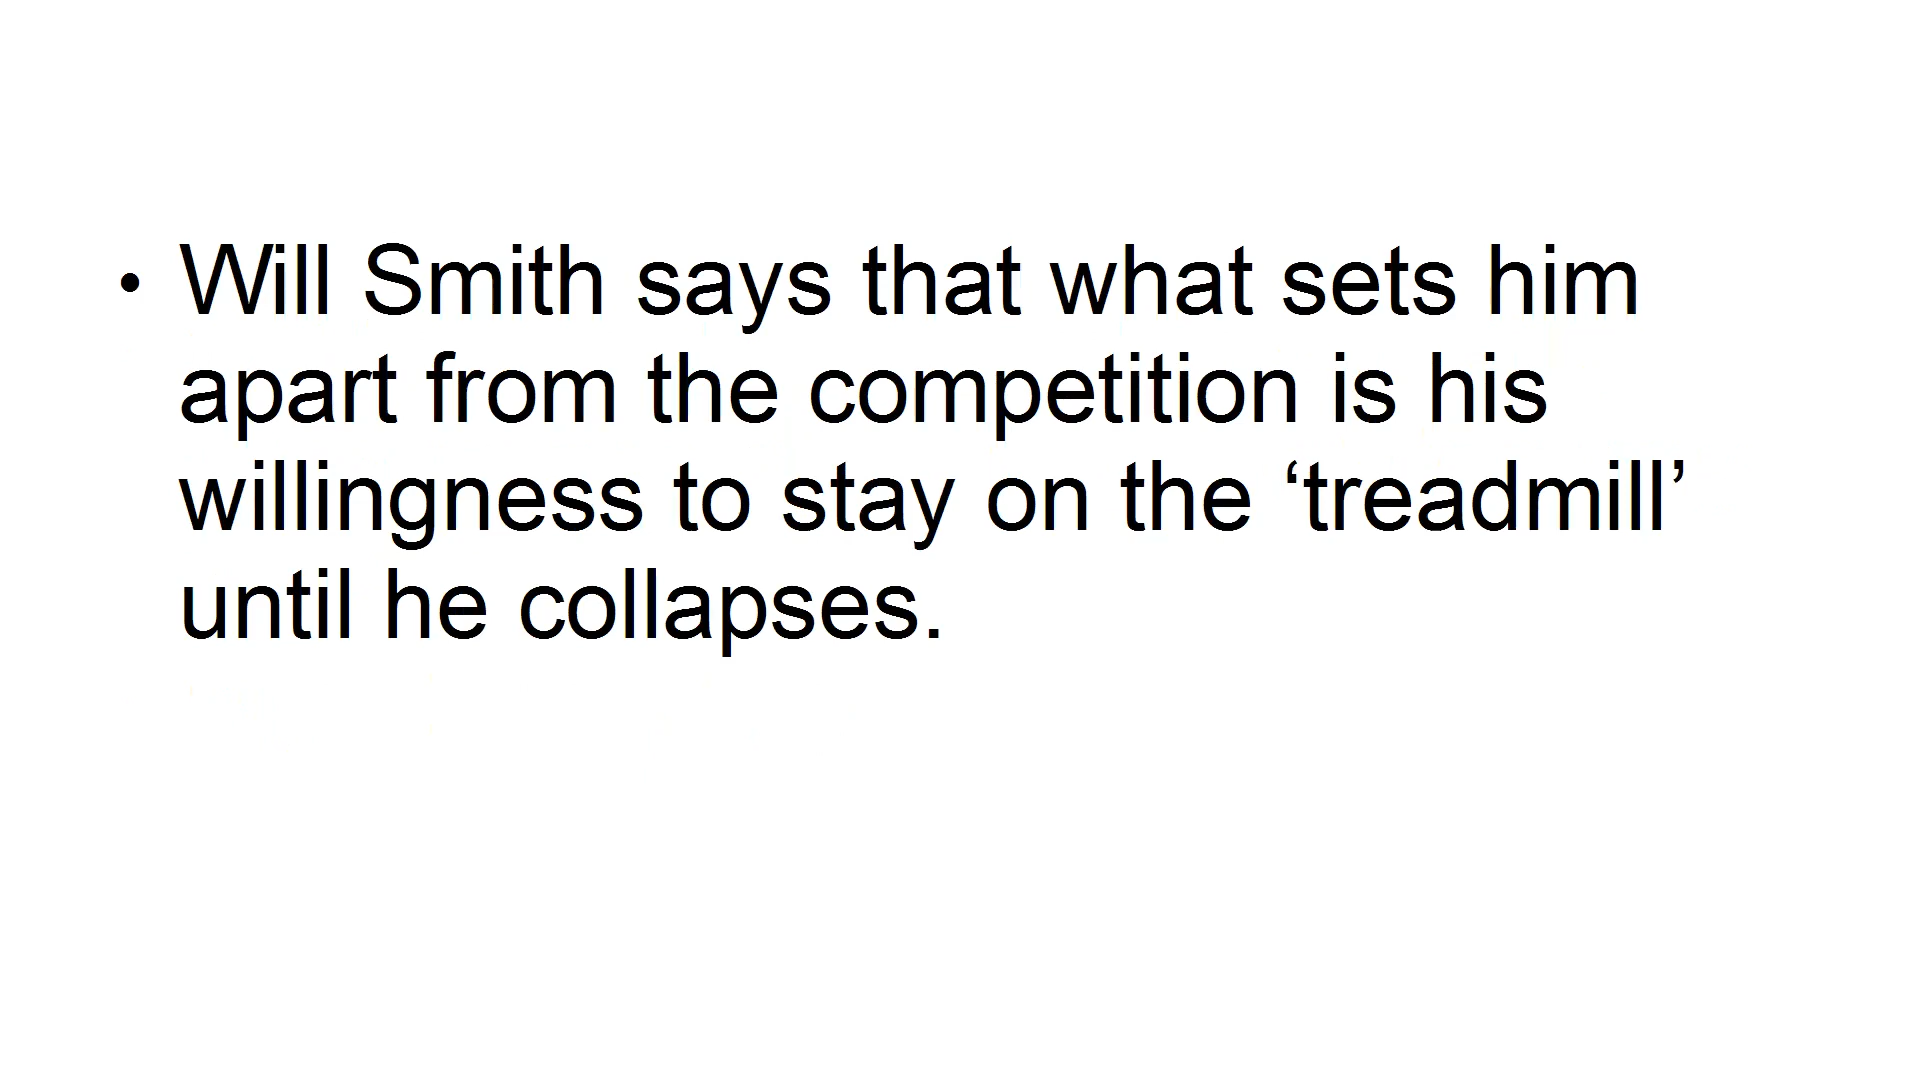 • Will Smith says that what sets him
apart from the competition is his
willingness to stay on the ‘treadmill’
until he collapses.